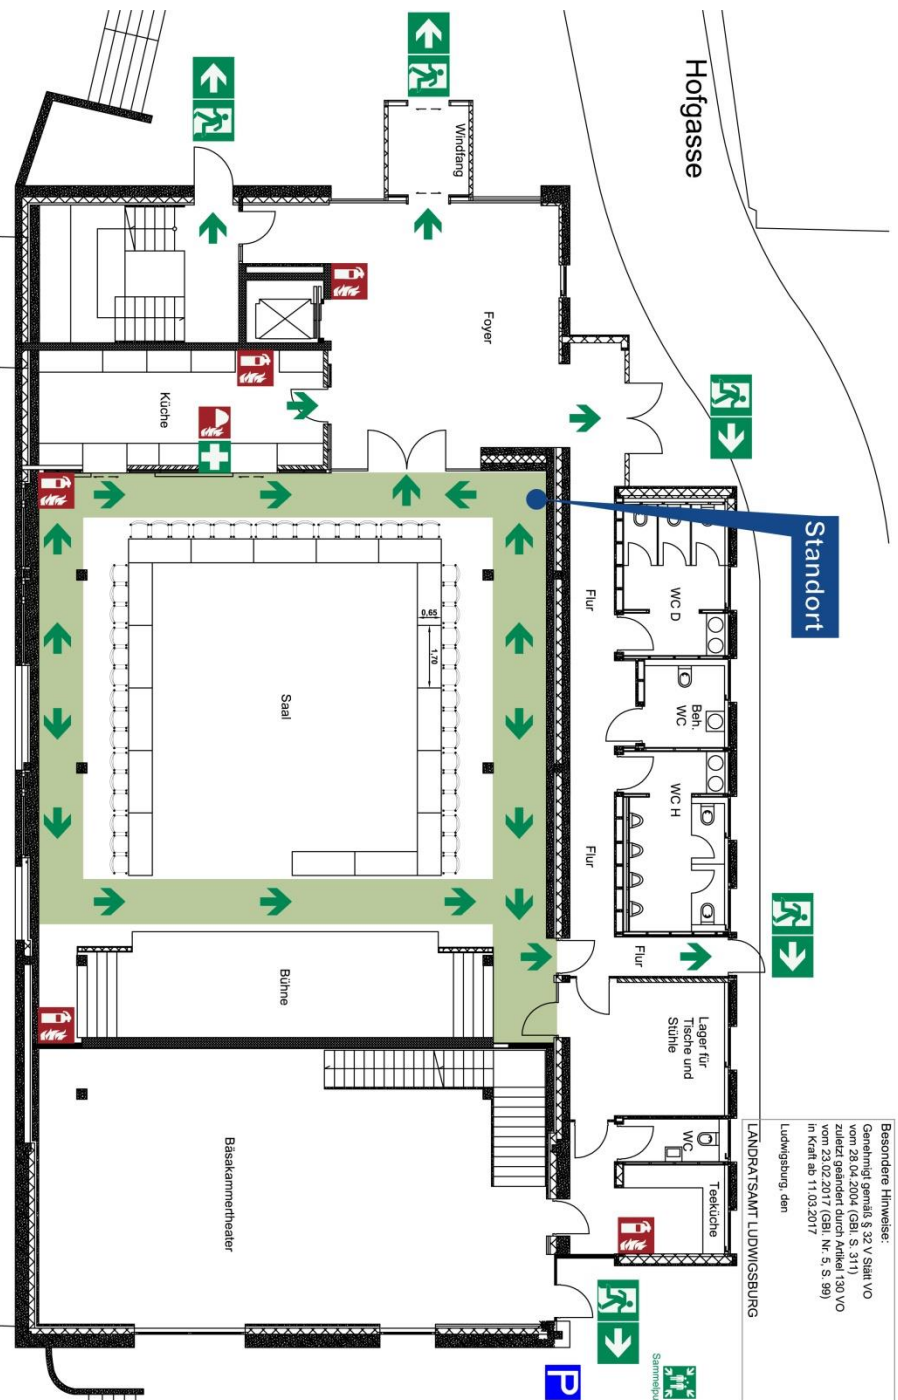 Hofgasse
Windfang
Foyer
Küche
Standort
Flur
WC D
Beh.
WC
WC H
Flur
Flur
0,65
1,70
Saal
Bühne
Lager für
Tische und
Stühle
WC
Teeküche
Bäsakammertheater
Besondere Hinweise:
Genehmigt gemäß § 32 V Stätt VO
vom 28.04.2004 (GBl. S. 311)
zuletzt geändert durch Artikel 130 VO
vom 23.02.2017 (GBl. Nr. 5, S. 99)
in Kraft ab 11.03.2017
Ludwigsburg, den
LANDRATSAMT LUDWIGSBURG
Sammelpu
P